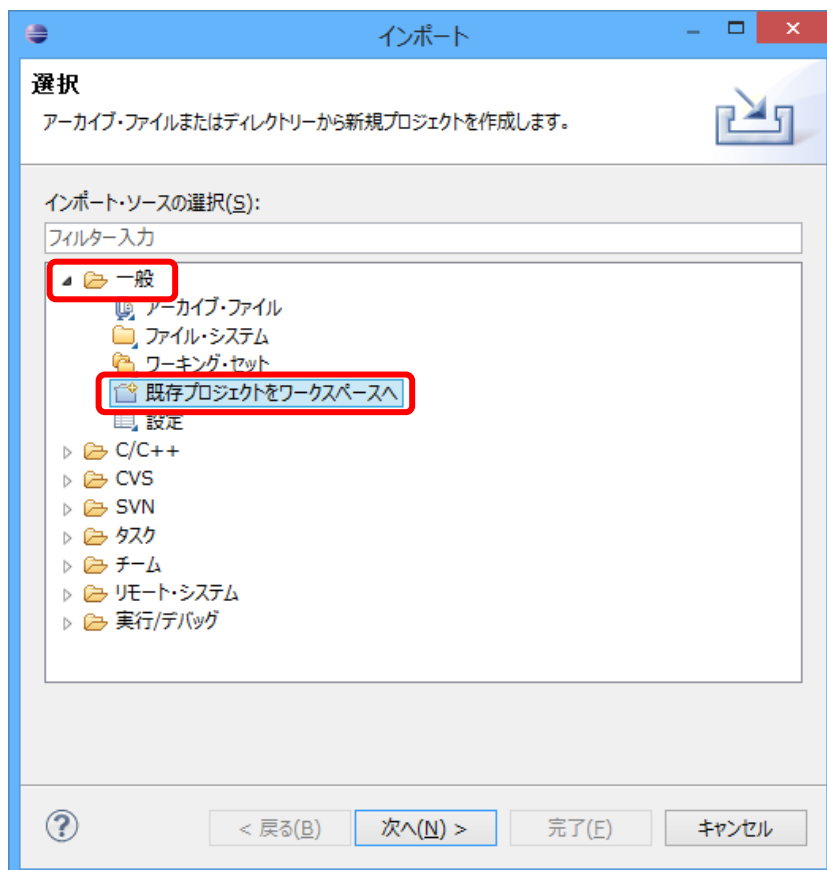 インポート
選択
アーカイブ・ファイルまたはディレクトリーから新規プロジェクトを作成します。
インポート・ソースの選択(S):
フィルター入力
一般
アーカイブ・ファイル
ファイル・システム
ワーキング・セット
既存プロジェクトをワークスペースへ
設定
C/C++
CVS
SVN
タスク
チーム
リモート・システム
実行/デバッグ
< 戻る(B) 次へ(N) > 完了(F) キャンセル